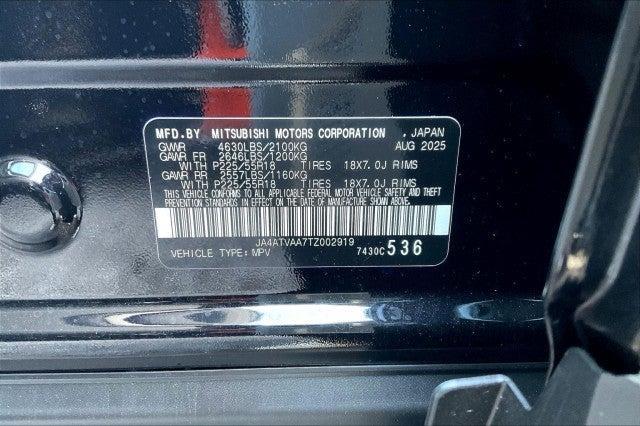 MFD.BY MITSUBISHI MOTORS CORPORATION , JAPAN
GVWR 4630LBS/2100KG AUG 2025
GAWR FR 2646LBS/1200KG
WITH P225/55R18 TIRES 18X7.0J RIMS
GAWR RR 2557LBS/1160KG
WITH P225/55R18 TIRES 18X7.0J RIMS
THIS VEHICLE CONFORMS TO ALL APPLICABLE FEDERAL MOTOR VEHICLE SAFETY AND THEFT
PREVENTION STANDARDS IN EFFECT ON THE DATE OF MANUFACTURE SHOWN ABOVE.
JA4ATVAA7TZ002919
VEHICLE TYPE:MPV 7430C 536